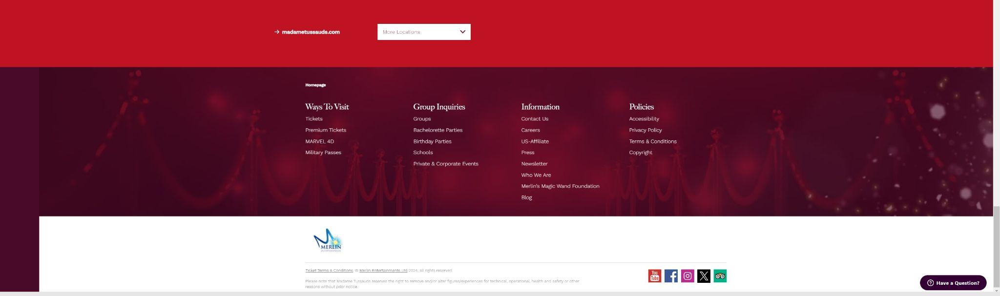 → madametussauds.com
More Locations
Homepage
Ways To Visit
Tickets
Premium Tickets
MARVEL 4D
Military Passes
Group Inquiries
Groups
Bachelorette Parties
Birthday Parties
Schools
Private & Corporate Events
Information
Contact Us
Careers
US-Affiliate
Press
Newsletter
Who We Are
Merlin's Magic Wand Foundation
Blog
Policies
Accessibility
Privacy Policy
Terms & Conditions
Copyright
MERLIN
ENTERTAINMENTS
Ticket Terms & Conditions. © Merlin Entertainments Ltd 2024, all rights reserved.
Please note that Madame Tussauds reserves the right to remove and/or alter figures/experiences for technical, operational, health and safety or other
reasons without prior notice.
You
Tube
Have a Question?